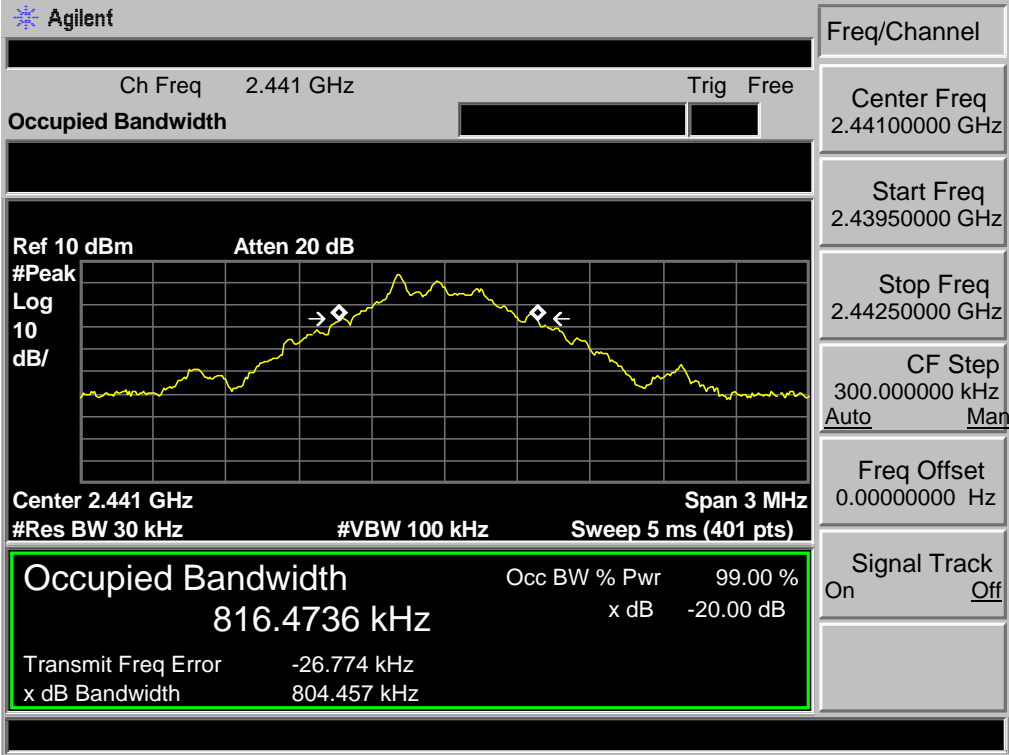 Agilent
Freq/Channel
Ch Freq 2.441 GHz Trig Free
Occupied Bandwidth
Center Freq
2.44100000 GHz
Start Freq
2.43950000 GHz
Ref 10 dBm Atten 20 dB
#Peak
Log
10
dB/
Stop Freq
2.44250000 GHz
CF Step
300.000000 kHz
Auto Man
Freq Offset
0.00000000 Hz
Center 2.441 GHz Span 3 MHz
#Res BW 30 kHz #VBW 100 kHz Sweep 5 ms (401 pts)
Signal Track
On Off
Occupied Bandwidth Occ BW % Pwr 99.00 %
816.4736 kHz x dB -20.00 dB
Transmit Freq Error -26.774 kHz
x dB Bandwidth 804.457 kHz